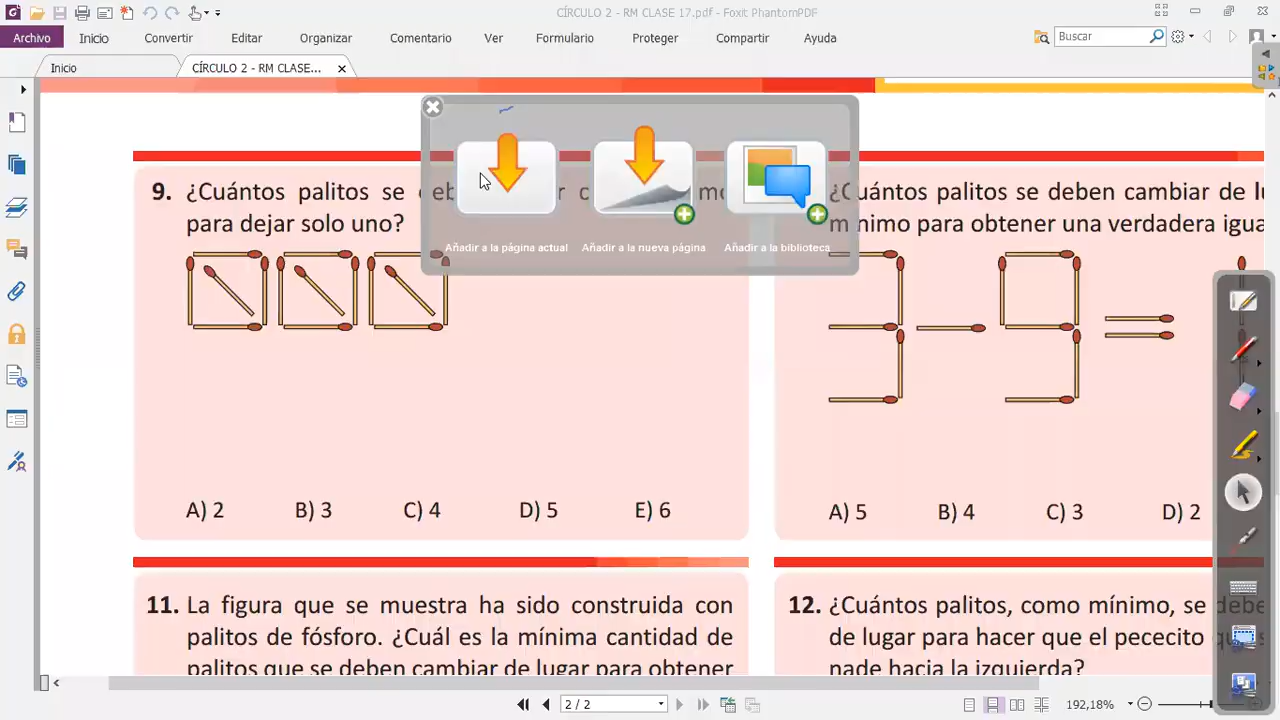 CÍRCULO 2 - RM CLASE 17.pdf - Foxit PhantomPDF
Archivo Inicio Convertir Editar Organizar Comentario Ver Formulario Proteger Compartir Ayuda
Buscar
Inicio CÍRCULO 2 - RM CLASE...
9. ¿Cuántos palitos se
para dejar solo uno?
Añadir a la página actual Añadir a la nueva página Añadir a la biblioteca
A) 2 B) 3 C) 4 D) 5 E) 6
¿Cuántos palitos se deben cambiar de
mínimo para obtener una verdadera
A) 5 B) 4 C) 3 D) 2
11. La figura que se muestra ha sido construida con
palitos de fósforo. ¿Cuál es la mínima cantidad de
palitos que se deben cambiar de lugar para obtener
12. ¿Cuántos palitos, como mínimo, se
de lugar para hacer que el pececito
nade hacia la izquierda?
2 / 2
192,18%